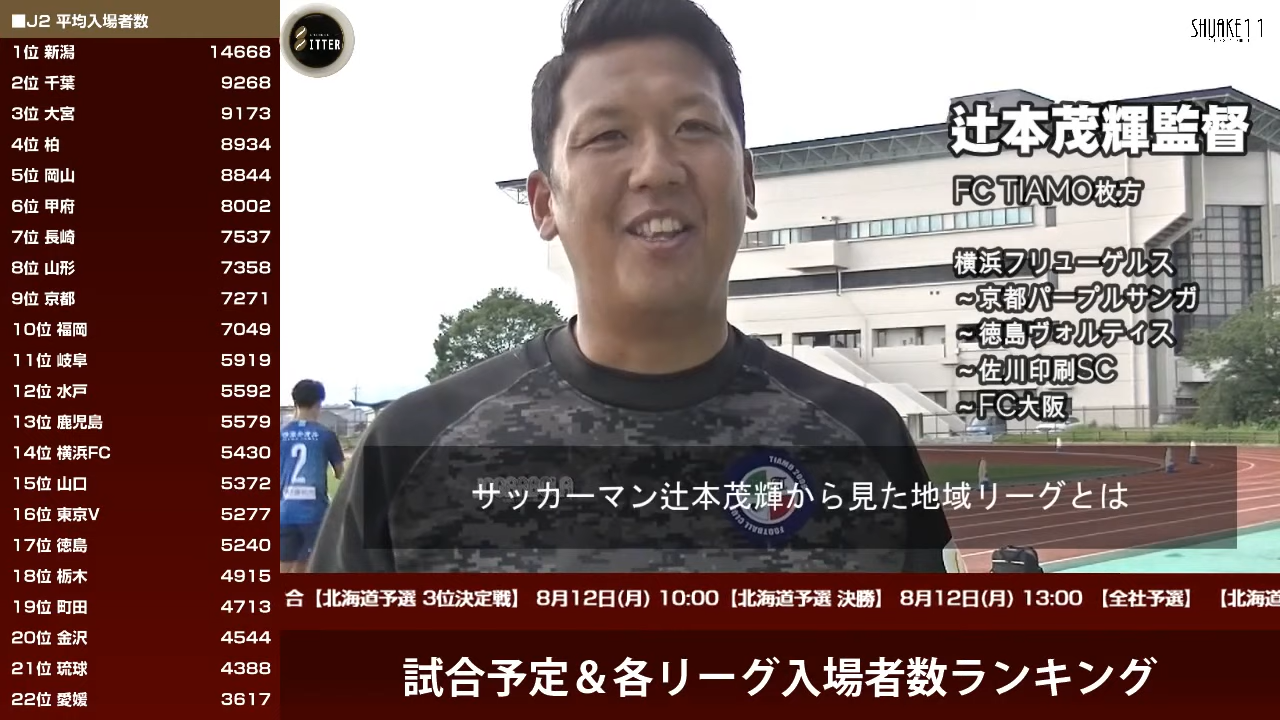 ■J2 平均入場者数
1位 新潟 14668
2位 千葉 9268
3位 大宮 9173
4位 柏 8934
5位 岡山 8844
6位 甲府 8002
7位 長崎 7537
8位 山形 7358
9位 京都 7271
10位 福岡 7049
11位 岐阜 5919
12位 水戸 5592
13位 鹿児島 5579
14位 横浜FC 5430
15位 山口 5372
16位 東京V 5277
17位 徳島 5240
18位 栃木 4915
19位 町田 4713
20位 金沢 4544
21位 琉球 4388
22位 愛媛 3617
ITTER
SHUAKE11
辻本茂輝監督
FC TIAMO枚方
横浜フリューゲルス
~京都パープルサンガ
~徳島ヴォルティス
~佐川印刷SC
~FC大阪
2
TIAMO
FOOTBALL CLUB
サッカーマン辻本茂輝から見た地域リーグとは
合【北海道予選 3位決定戦】 8月12日(月) 10:00【北海道予選 決勝】 8月12日(月) 13:00 【全社予選】 【北海道
試合予定＆各リーグ入場者数ランキング